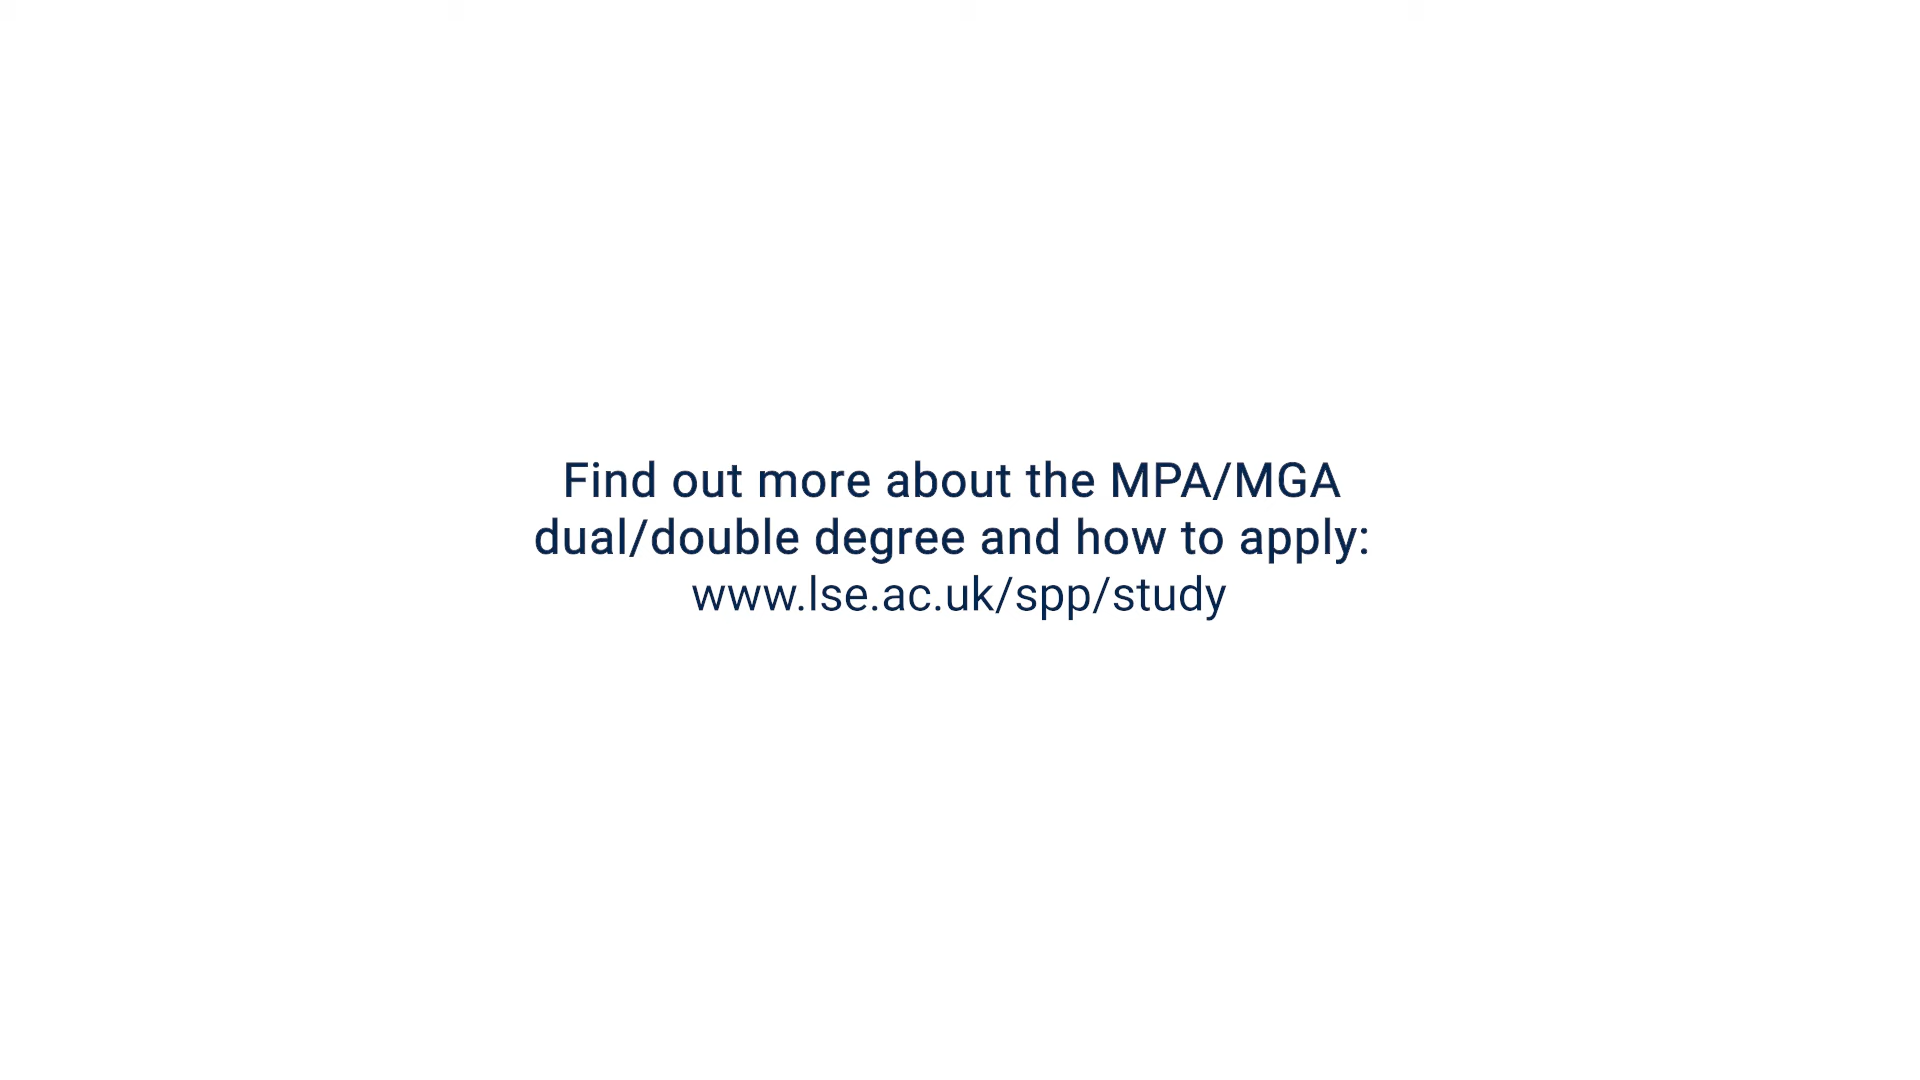 Find out more about the MPA/MGA
dual/double degree and how to apply:
www.lse.ac.uk/spp/study